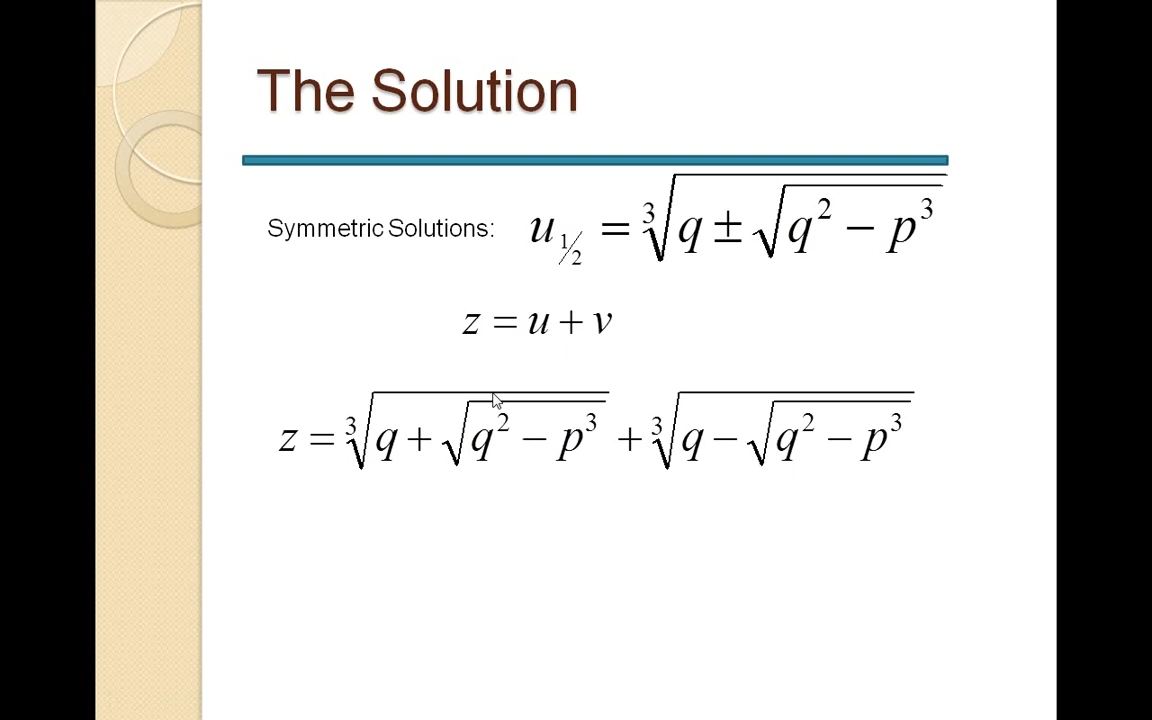 The Solution
Symmetric Solutions: u_{1/2} = ∛(q ± √(q² − p³))
z = u + v
z = ∛(q + √(q² − p³)) + ∛(q − √(q² − p³))